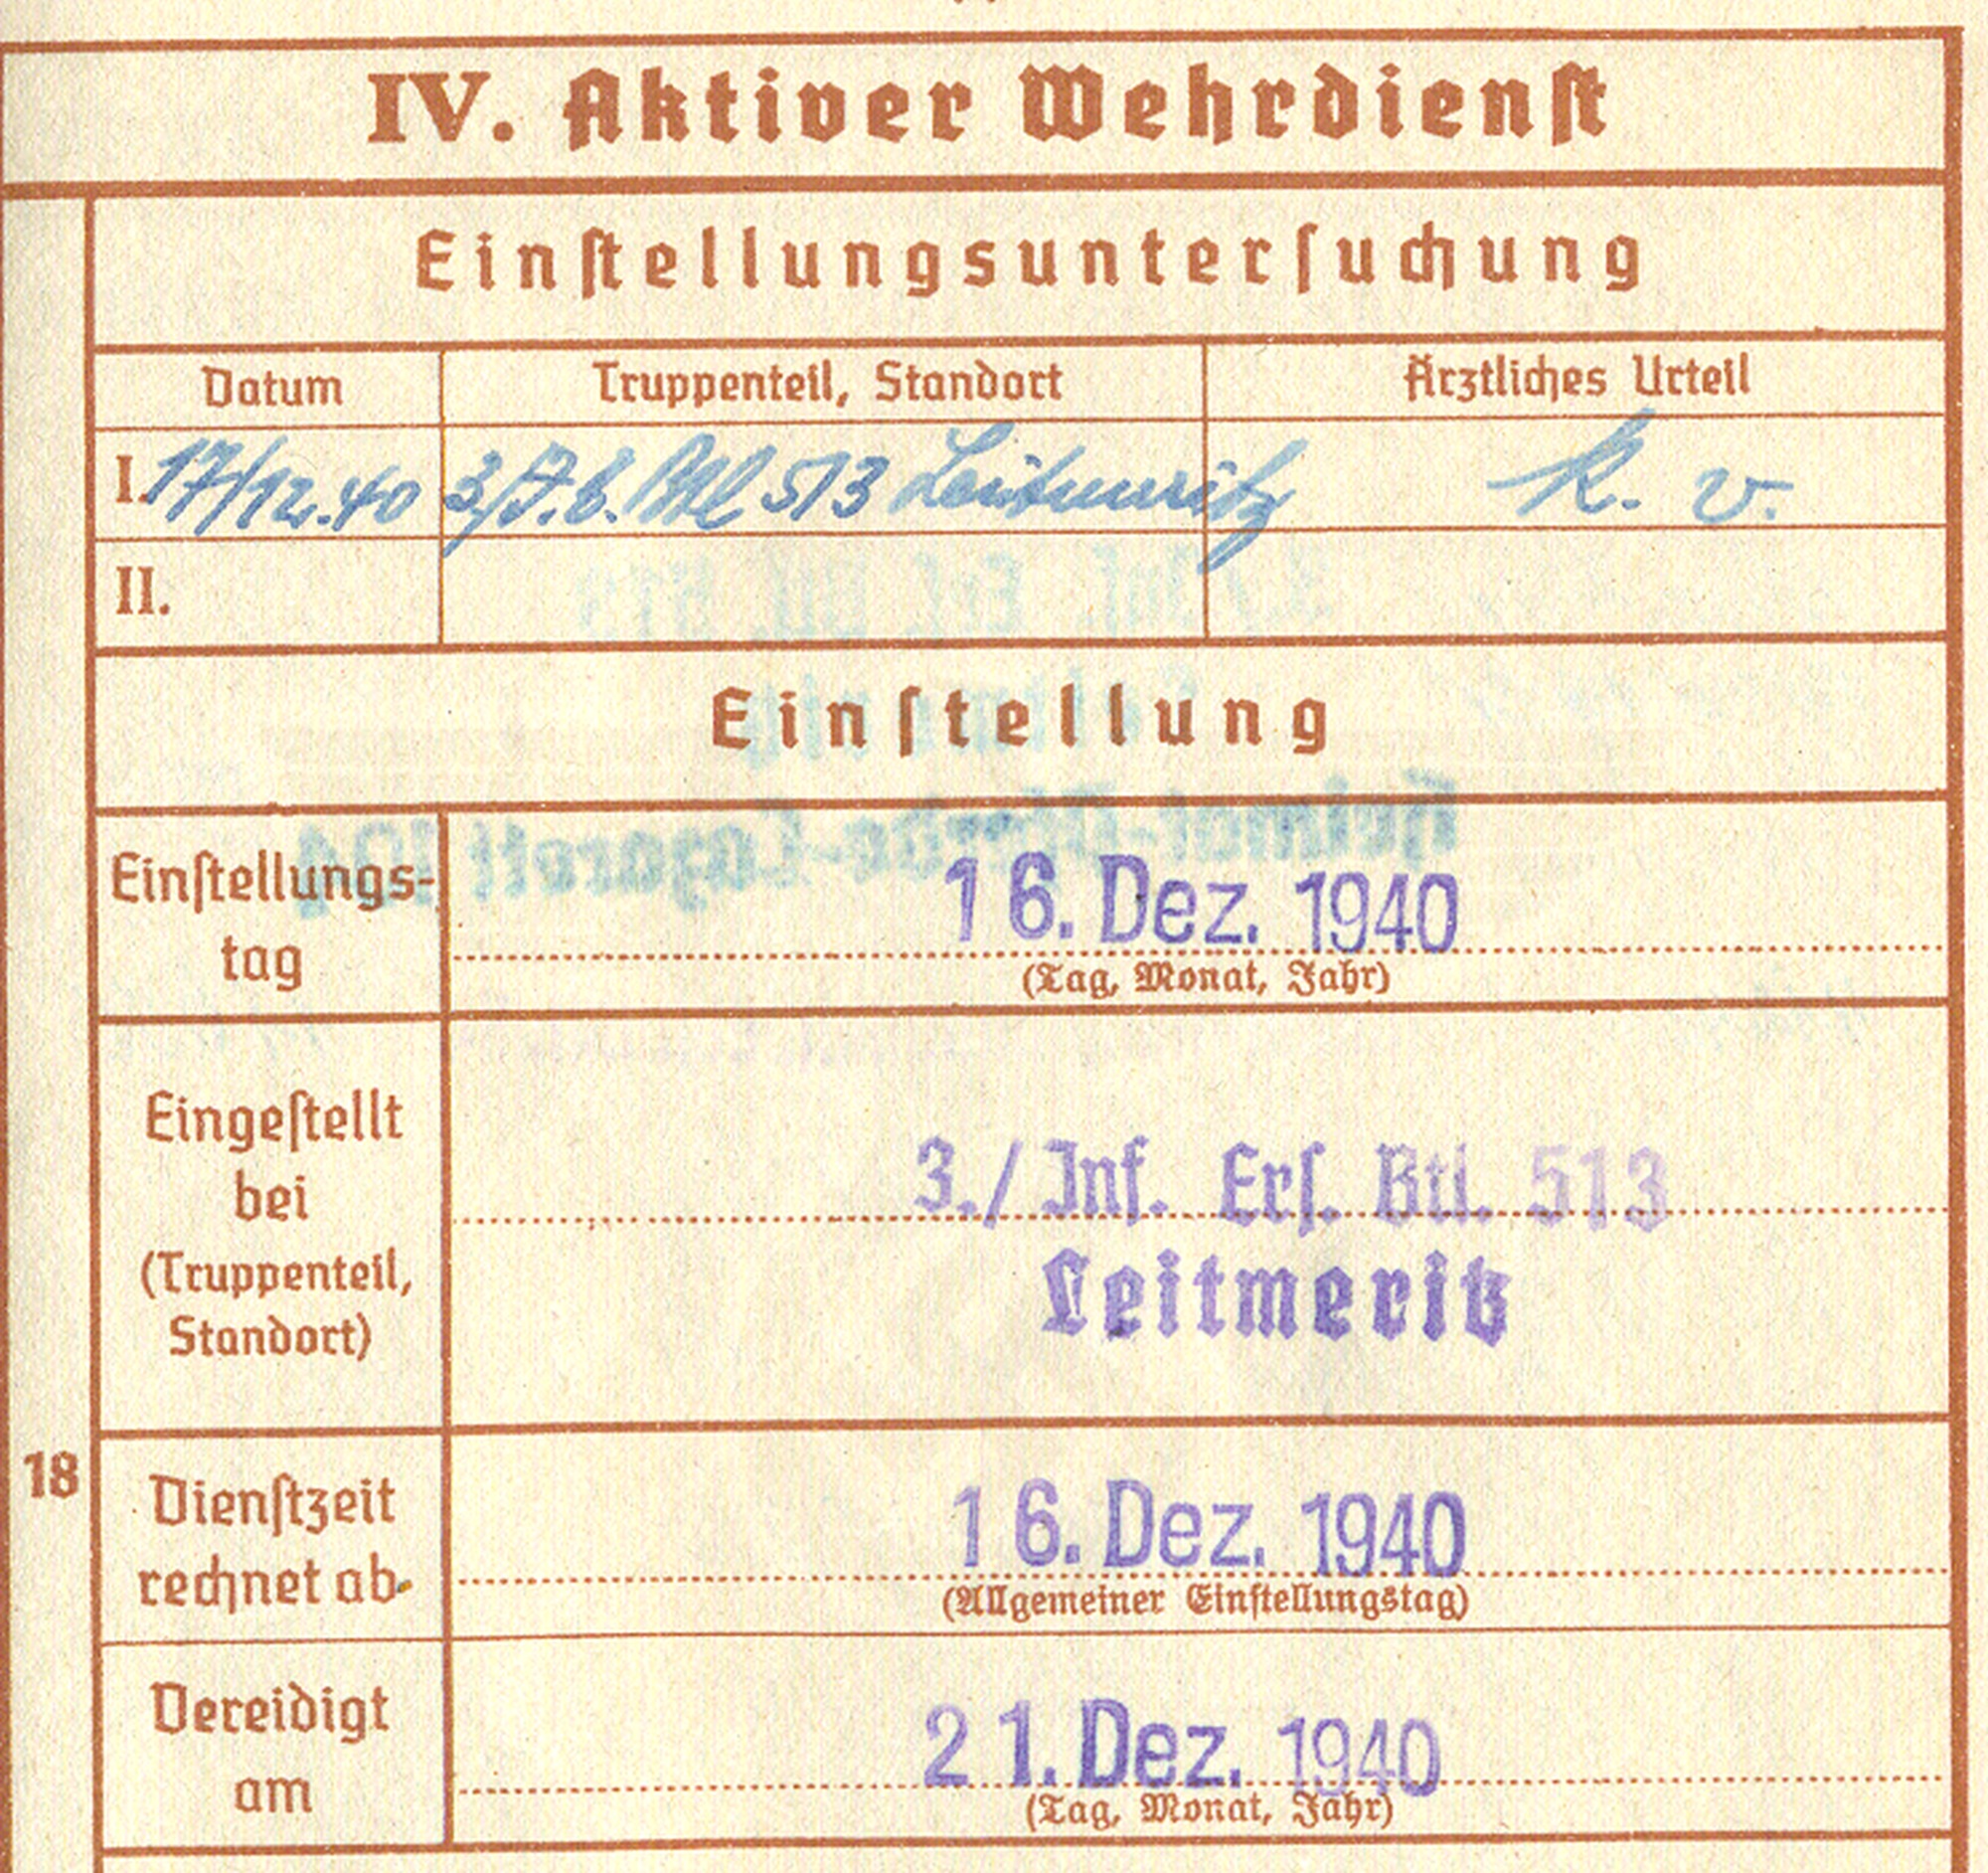 IV. Aktiver Wehrdienſt
Einſtellungsunterſuchung
Datum Truppenteil, Standort Ärztliches Urteil
I. 17/12.40 3/J.E. Btl 513 Leitmeritz k. v.
II.
Einſtellung
Einſtellungs-
tag
16. Dez. 1940
(Tag, Monat, Jahr)
Eingeſtellt
bei
(Truppenteil,
Standort)
3./Inf. Erſ. Btl. 513
Leitmeritz
18
Dienſtzeit
rechnet ab
16. Dez. 1940
(Allgemeiner Einſtellungstag)
Vereidigt
am
21. Dez. 1940
(Tag, Monat, Jahr)